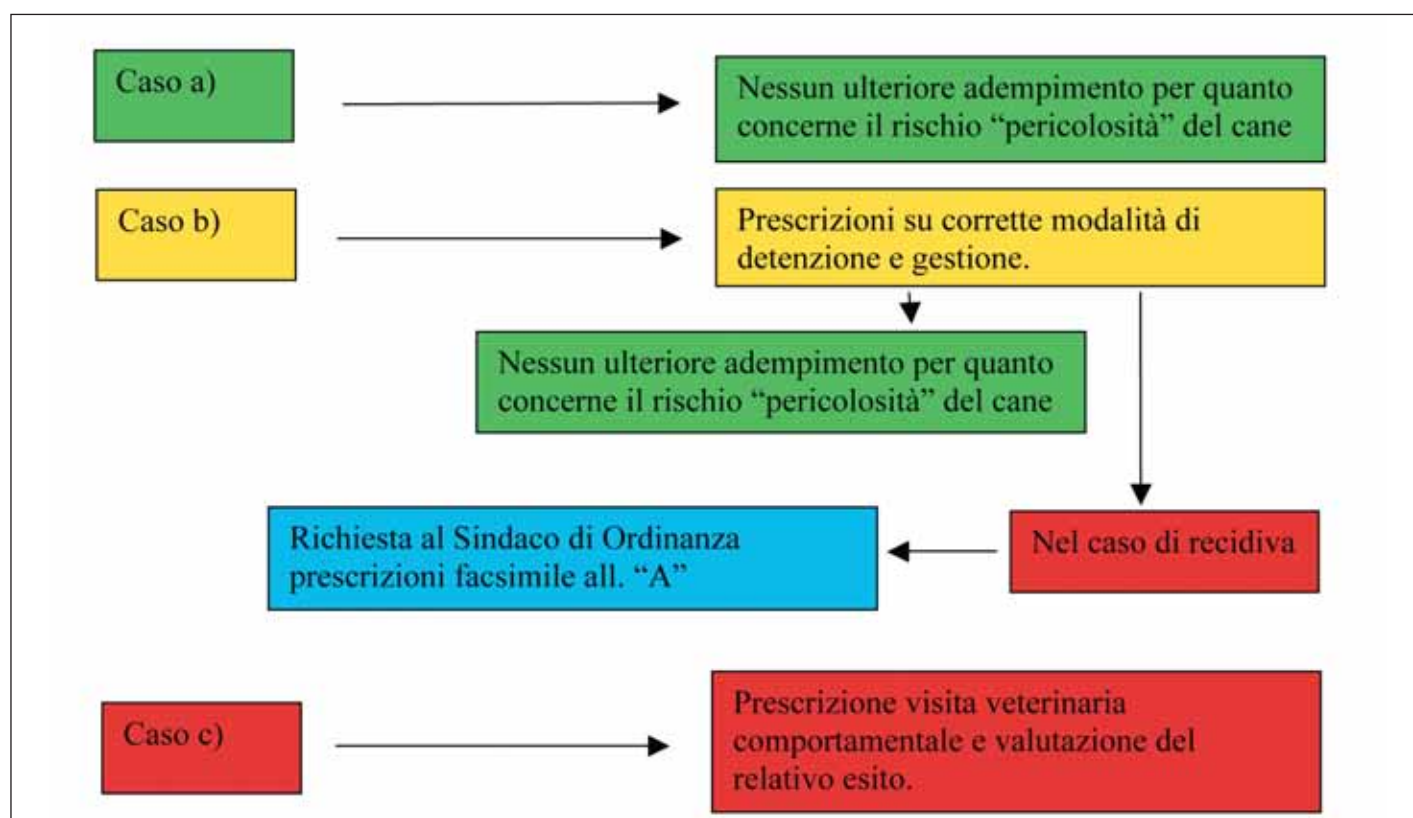 Caso a)
Nessun ulteriore adempimento per quanto
concerne il rischio “pericolosità” del cane
Caso b)
Prescrizioni su corrette modalità di
detenzione e gestione.
Nessun ulteriore adempimento per quanto
concerne il rischio “pericolosità” del cane
Richiesta al Sindaco di Ordinanza
prescrizioni facsimile all. “A”
Nel caso di recidiva
Caso c)
Prescrizione visita veterinaria
comportamentale e valutazione del
relativo esito.